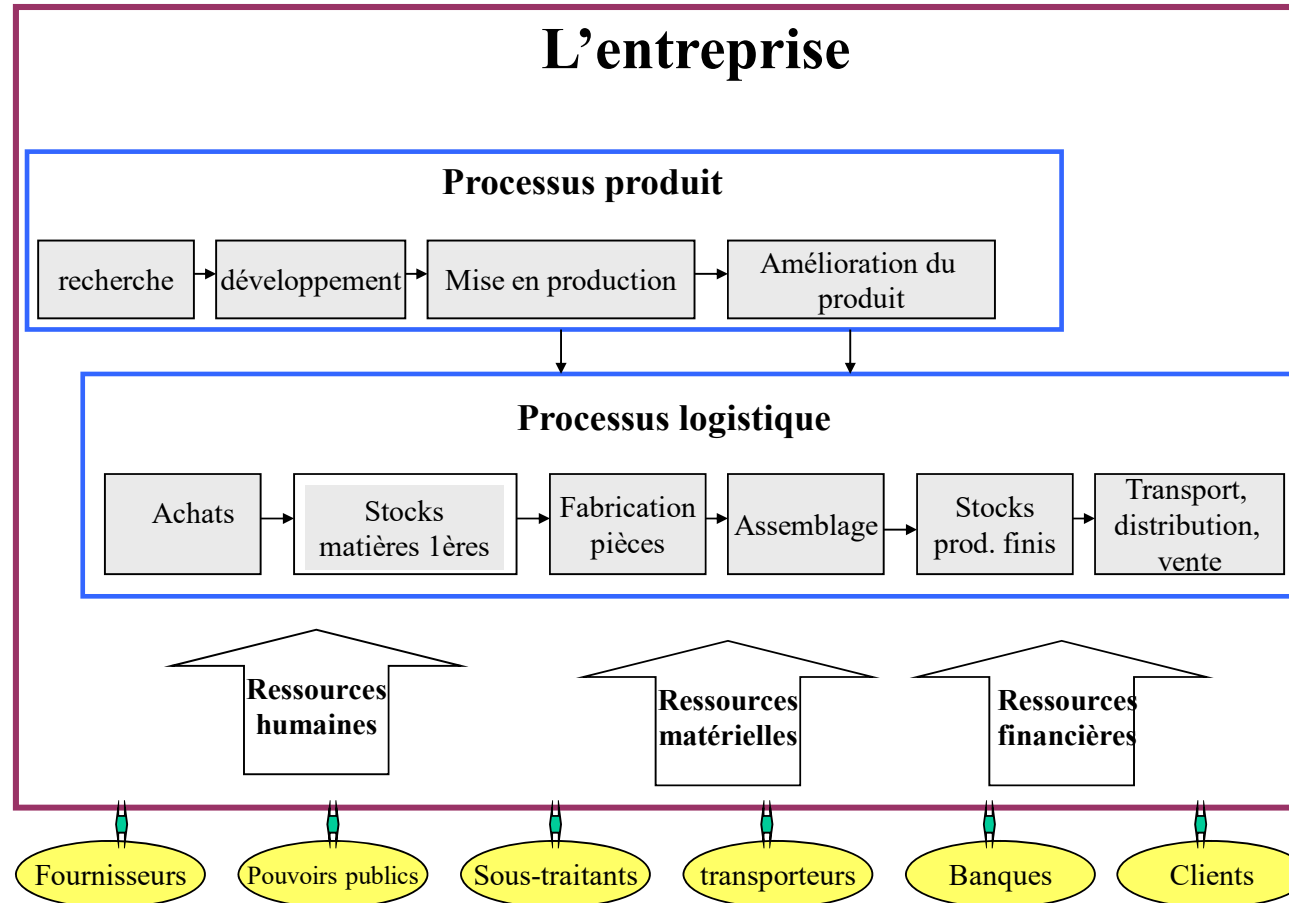 L’entreprise
Processus produit
recherche
développement
Mise en production
Amélioration du
produit
Processus logistique
Achats
Stocks
matières 1ères
Fabrication
pièces
Assemblage
Stocks
prod. finis
Transport,
distribution,
vente
Ressources
humaines
Ressources
matérielles
Ressources
financières
Fournisseurs
Pouvoirs publics
Sous-traitants
transporteurs
Banques
Clients